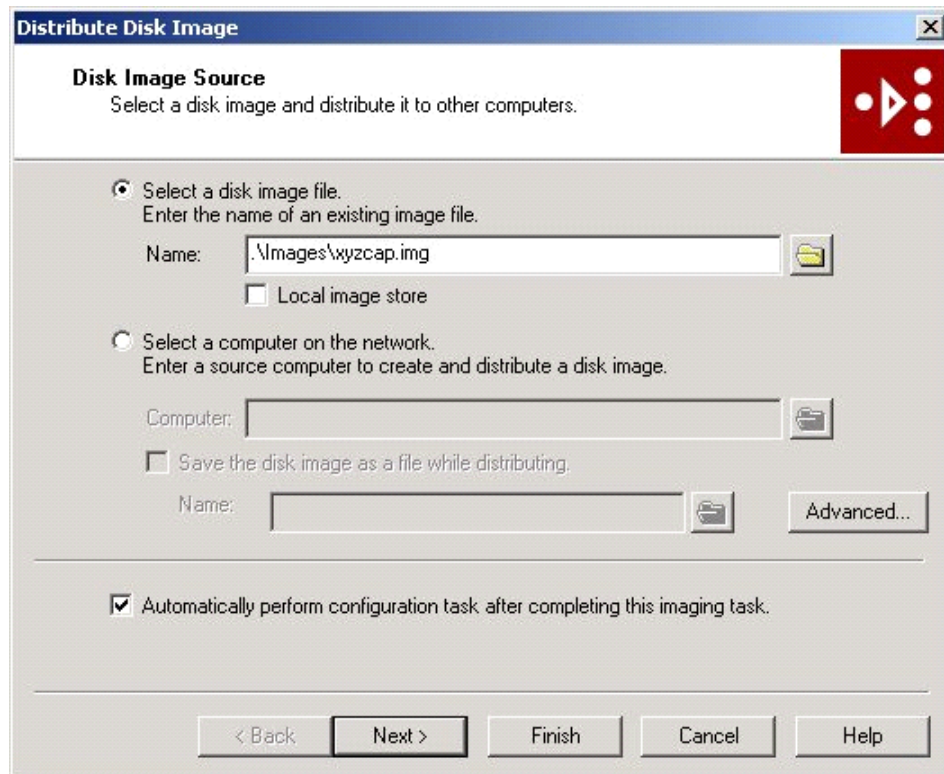 Distribute Disk Image
Disk Image Source
Select a disk image and distribute it to other computers.
Select a disk image file.
Enter the name of an existing image file.
Name: .\Images\xyzcap.img
Local image store
Select a computer on the network.
Enter a source computer to create and distribute a disk image.
Computer:
Save the disk image as a file while distributing.
Name:
Advanced...
Automatically perform configuration task after completing this imaging task.
< Back Next > Finish Cancel Help